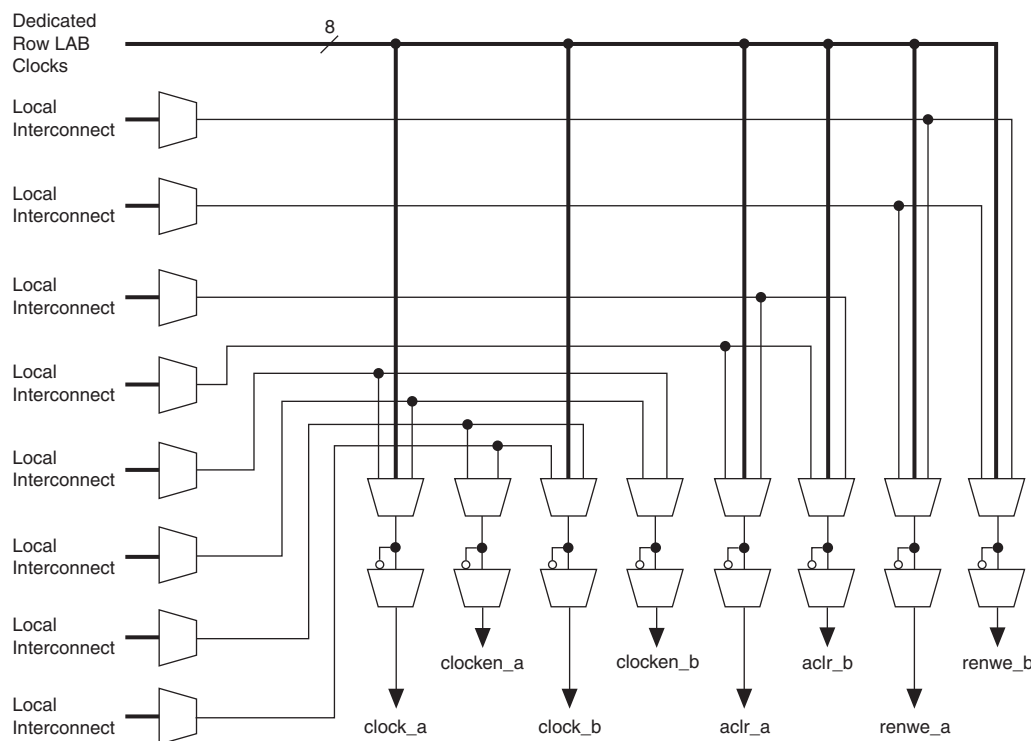 Dedicated
Row LAB
Clocks
8
Local
Interconnect
Local
Interconnect
Local
Interconnect
Local
Interconnect
Local
Interconnect
Local
Interconnect
Local
Interconnect
Local
Interconnect
clocken_a
clocken_b
aclr_b
renwe_b
clock_a
clock_b
aclr_a
renwe_a